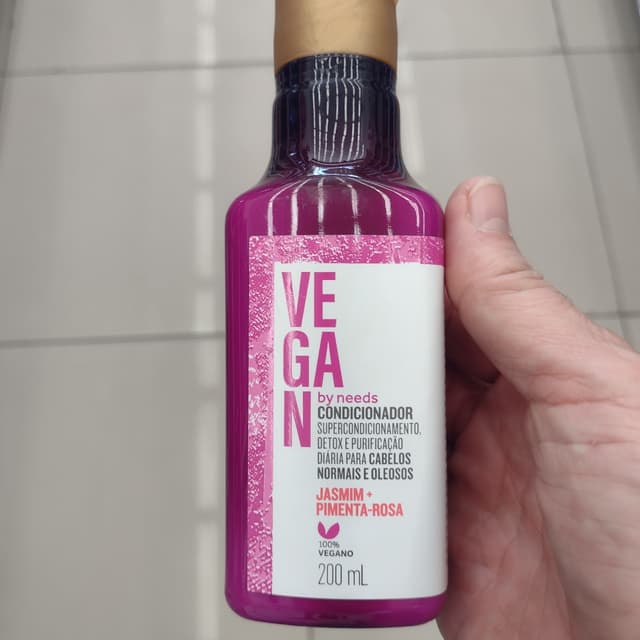 VE
GA
N
by needs
CONDICIONADOR
SUPERCONDICIONAMENTO,
DETOX E PURIFICAÇÃO
DIÁRIA PARA CABELOS
NORMAIS E OLEOSOS
JASMIM +
PIMENTA-ROSA
100%
VEGANO
200 mL